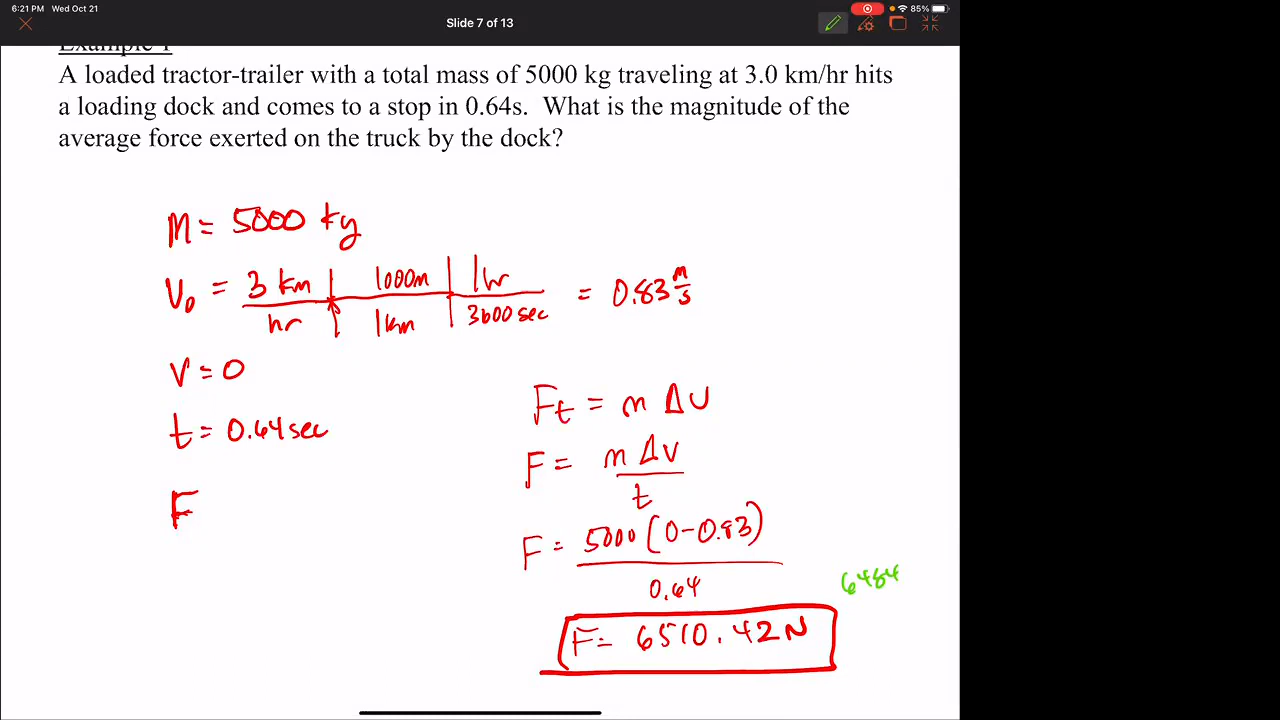 6:21 PM Wed Oct 21
85%
Slide 7 of 13
Example 1
A loaded tractor-trailer with a total mass of 5000 kg traveling at 3.0 km/hr hits
a loading dock and comes to a stop in 0.64s. What is the magnitude of the
average force exerted on the truck by the dock?
M = 5000 kg
V₀ = 3 km | 1000m | 1hr = 0.83 m/s
hr | 1km | 3600 sec
V = 0
t = 0.64 sec
F
Ft = m ΔV
F = m ΔV
t
F = 5000 (0-0.83)
0.64
6484
F = 6510.42 N